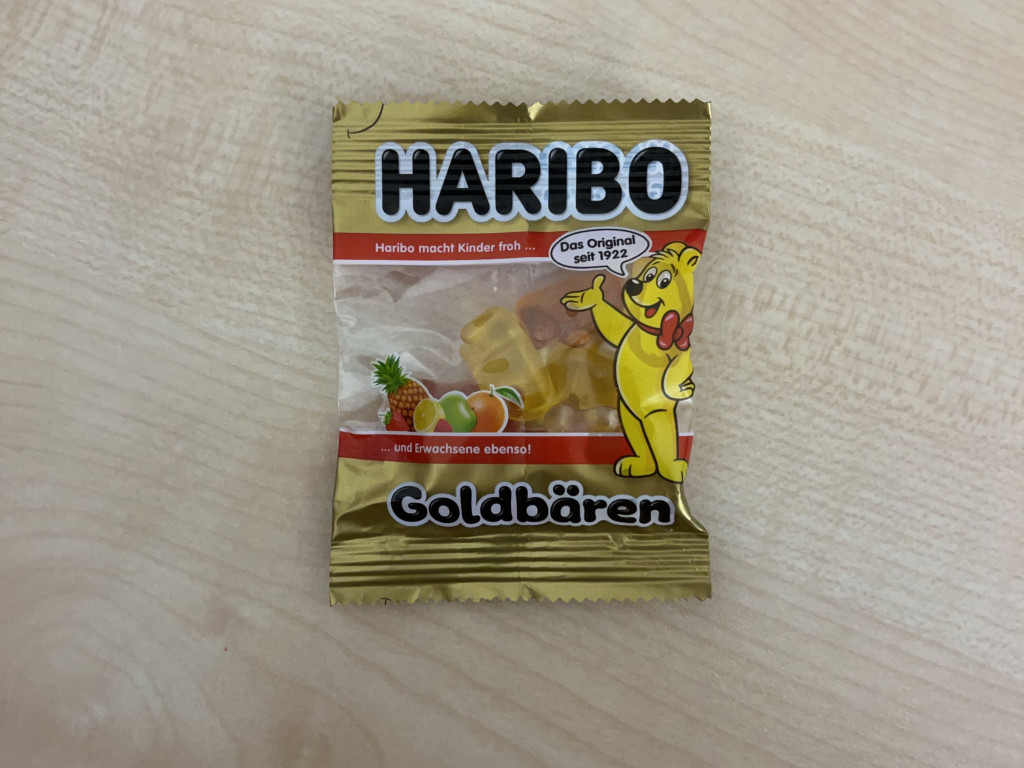 HARIBO
Haribo macht Kinder froh ...
Das Original
seit 1922
... und Erwachsene ebenso!
Goldbären